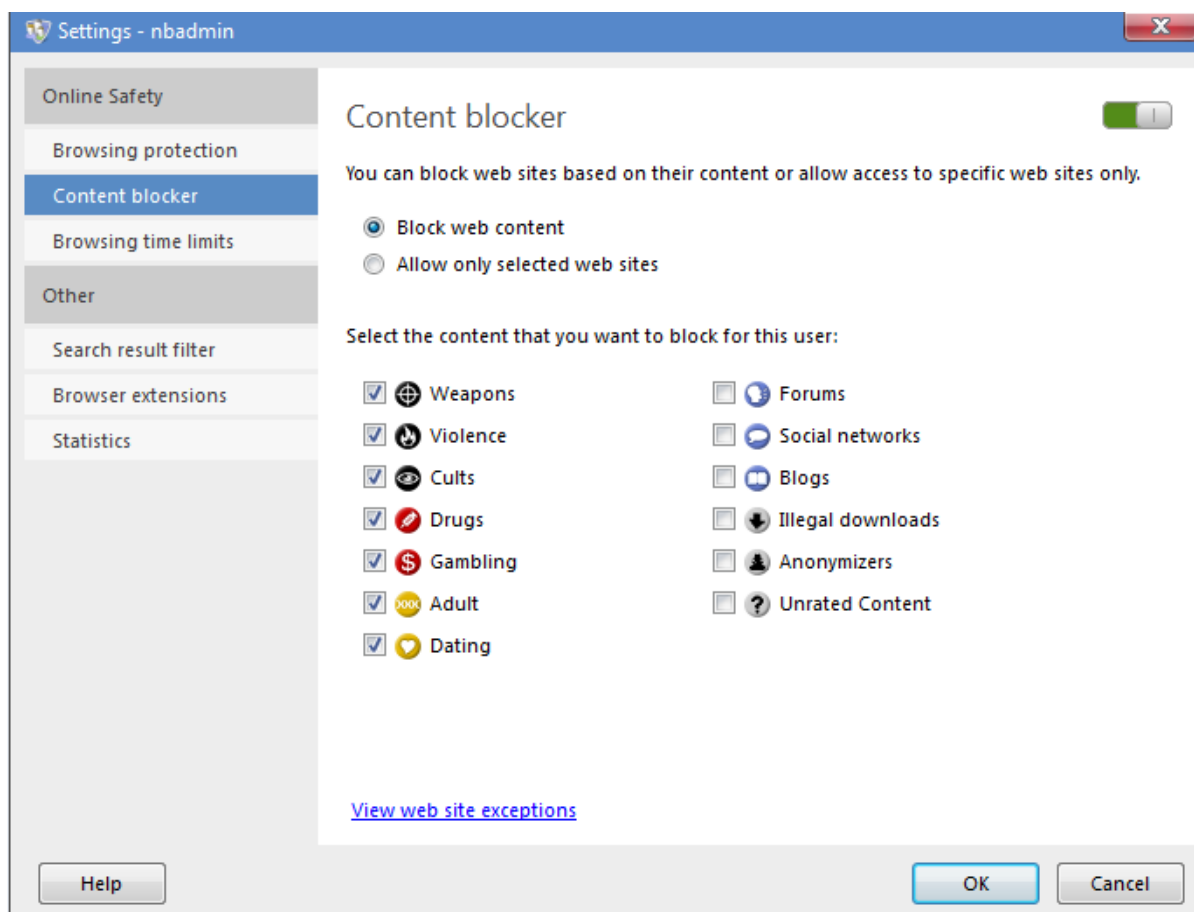 Settings - nbadmin
Online Safety
Browsing protection
Content blocker
Browsing time limits
Other
Search result filter
Browser extensions
Statistics
Content blocker
You can block web sites based on their content or allow access to specific web sites only.
Block web content
Allow only selected web sites
Select the content that you want to block for this user:
Weapons
Violence
Cults
Drugs
Gambling
XXX Adult
Dating
Forums
Social networks
Blogs
Illegal downloads
Anonymizers
? Unrated Content
View web site exceptions
Help
OK
Cancel